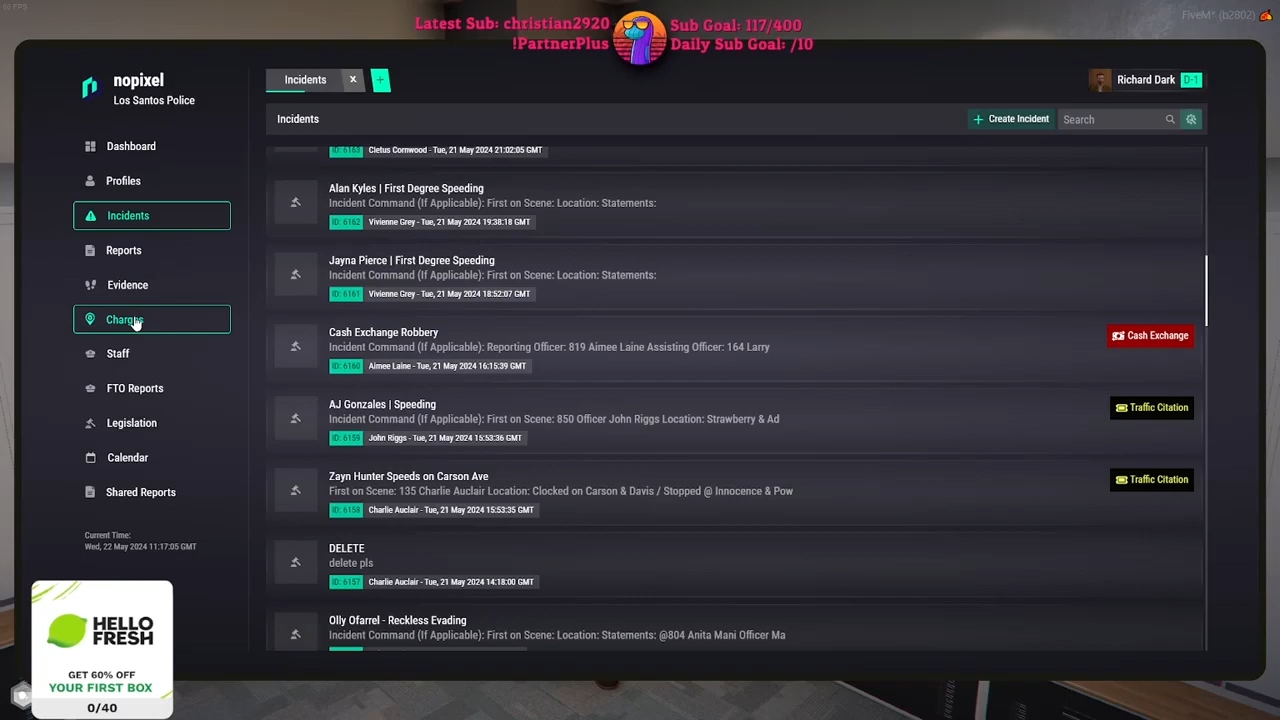 60 FPS
Latest Sub: christian2920
!PartnerPlus
Sub Goal: 117/400
Daily Sub Goal: /10
FiveM* (b2802)
nopixel
Los Santos Police
Dashboard
Profiles
Incidents
Reports
Evidence
Charges
Staff
FTO Reports
Legislation
Calendar
Shared Reports
Current Time:
Wed, 22 May 2024 11:17:05 GMT
HELLO
FRESH
GET 60% OFF
YOUR FIRST BOX
0/40
Incidents x +
Richard Dark D-1
Incidents
+ Create Incident
Search
ID: 6163 Cletus Cornwood - Tue, 21 May 2024 21:02:05 GMT
Alan Kyles | First Degree Speeding
Incident Command (If Applicable): First on Scene: Location: Statements:
ID: 6162 Vivienne Grey - Tue, 21 May 2024 19:38:18 GMT
Jayna Pierce | First Degree Speeding
Incident Command (If Applicable): First on Scene: Location: Statements:
ID: 6161 Vivienne Grey - Tue, 21 May 2024 18:52:07 GMT
Cash Exchange Robbery
Incident Command (If Applicable): Reporting Officer: 819 Aimee Laine Assisting Officer: 164 Larry
ID: 6160 Aimee Laine - Tue, 21 May 2024 16:15:39 GMT
Cash Exchange
AJ Gonzales | Speeding
Incident Command (If Applicable): First on Scene: 850 Officer John Riggs Location: Strawberry & Ad
ID: 6159 John Riggs - Tue, 21 May 2024 15:53:36 GMT
Traffic Citation
Zayn Hunter Speeds on Carson Ave
First on Scene: 135 Charlie Auclair Location: Clocked on Carson & Davis / Stopped @ Innocence & Pow
ID: 6158 Charlie Auclair - Tue, 21 May 2024 15:53:35 GMT
Traffic Citation
DELETE
delete pls
ID: 6157 Charlie Auclair - Tue, 21 May 2024 14:18:00 GMT
Olly Ofarrel - Reckless Evading
Incident Command (If Applicable): First on Scene: Location: Statements: @804 Anita Mani Officer Ma